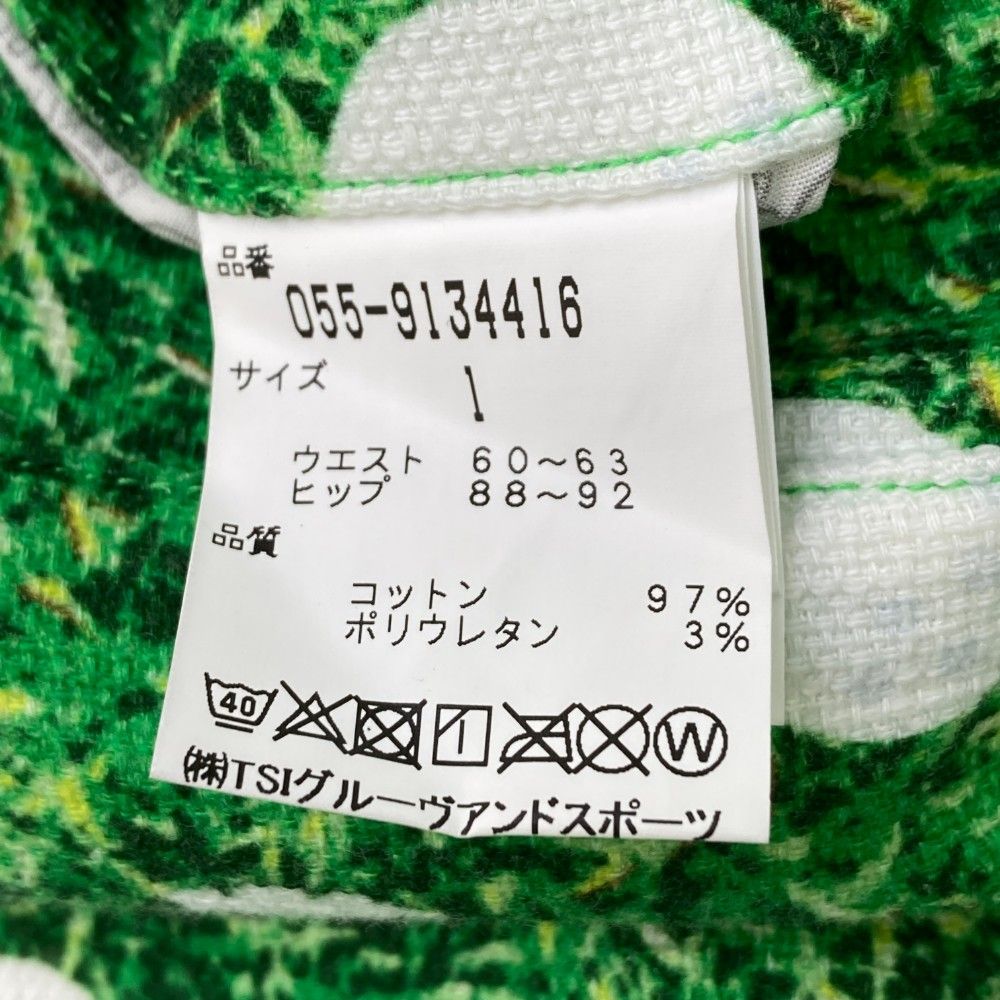 品番
055-9134416
サイズ 1
ウエスト 60～63
ヒップ 88～92
品質
コットン 97%
ポリウレタン 3%
40 W
(株)TSIグルーヴアンドスポーツ